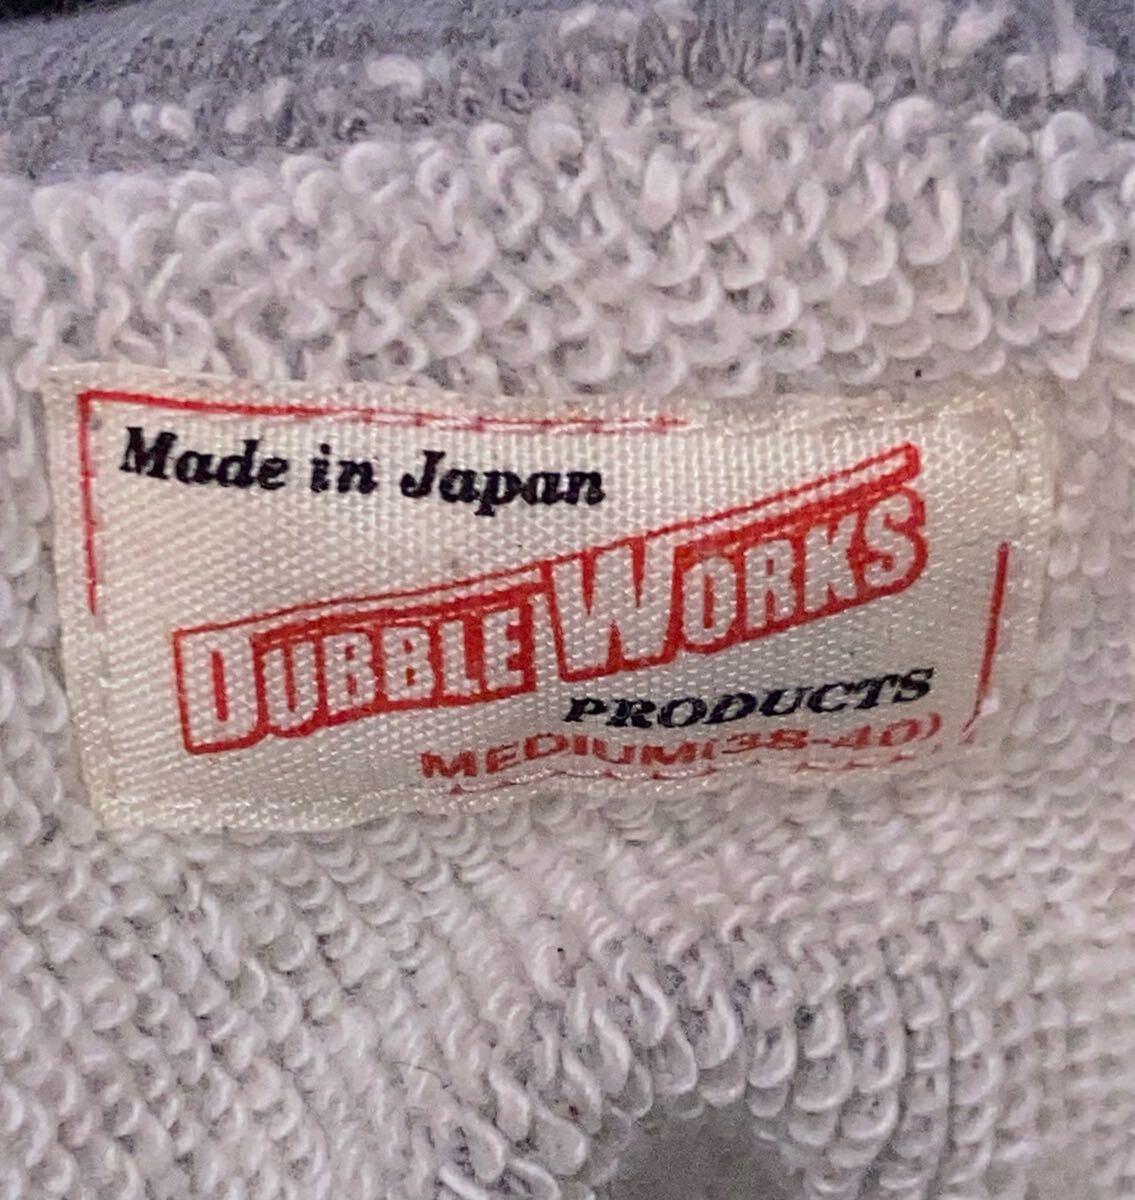 Made in Japan
DUBBLE WORKS
PRODUCTS
MEDIUM(38-40)